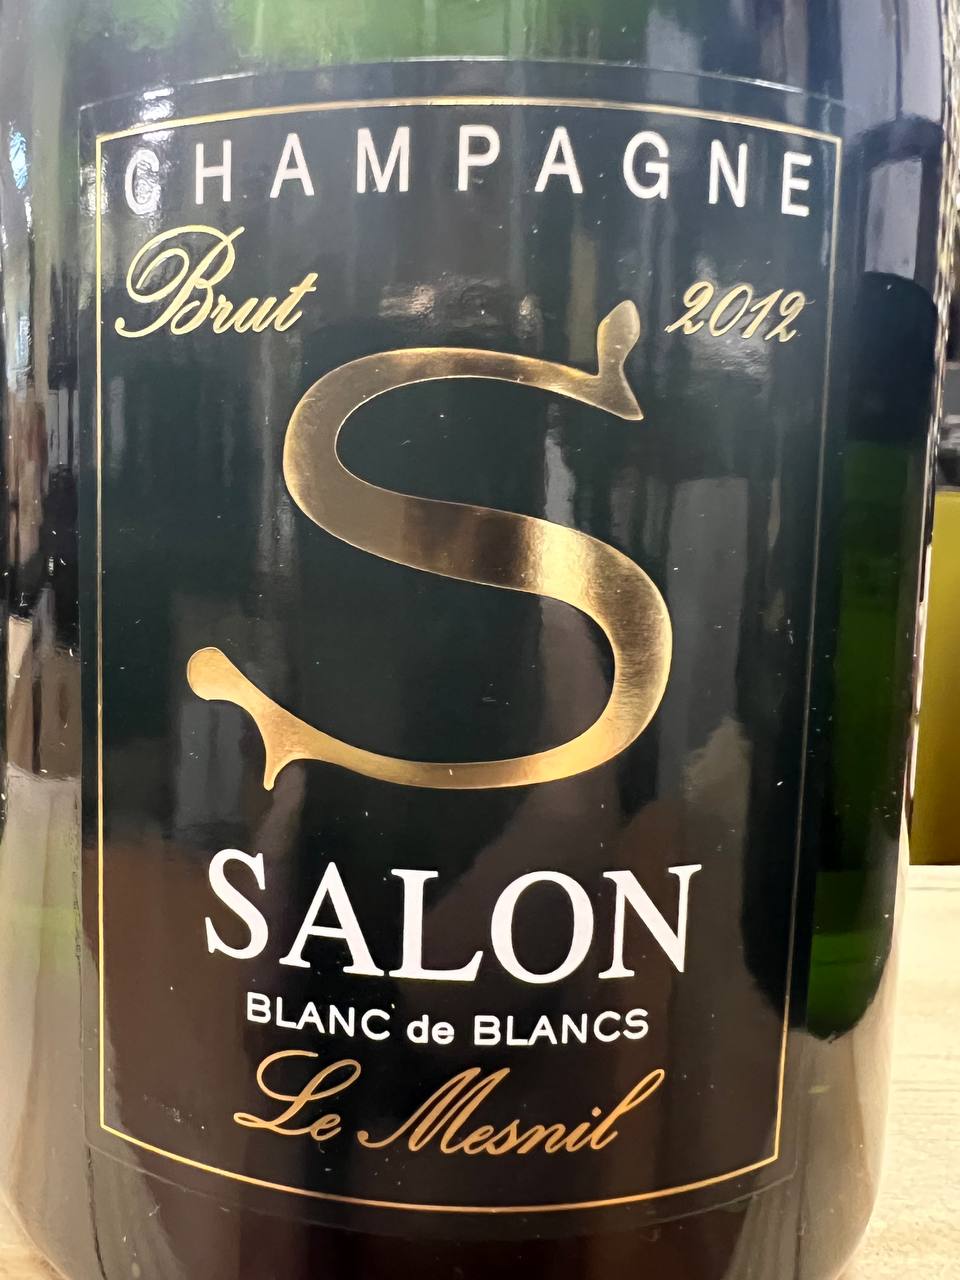 CHAMPAGNE
Brut 2012
S
SALON
BLANC de BLANCS
Le Mesnil